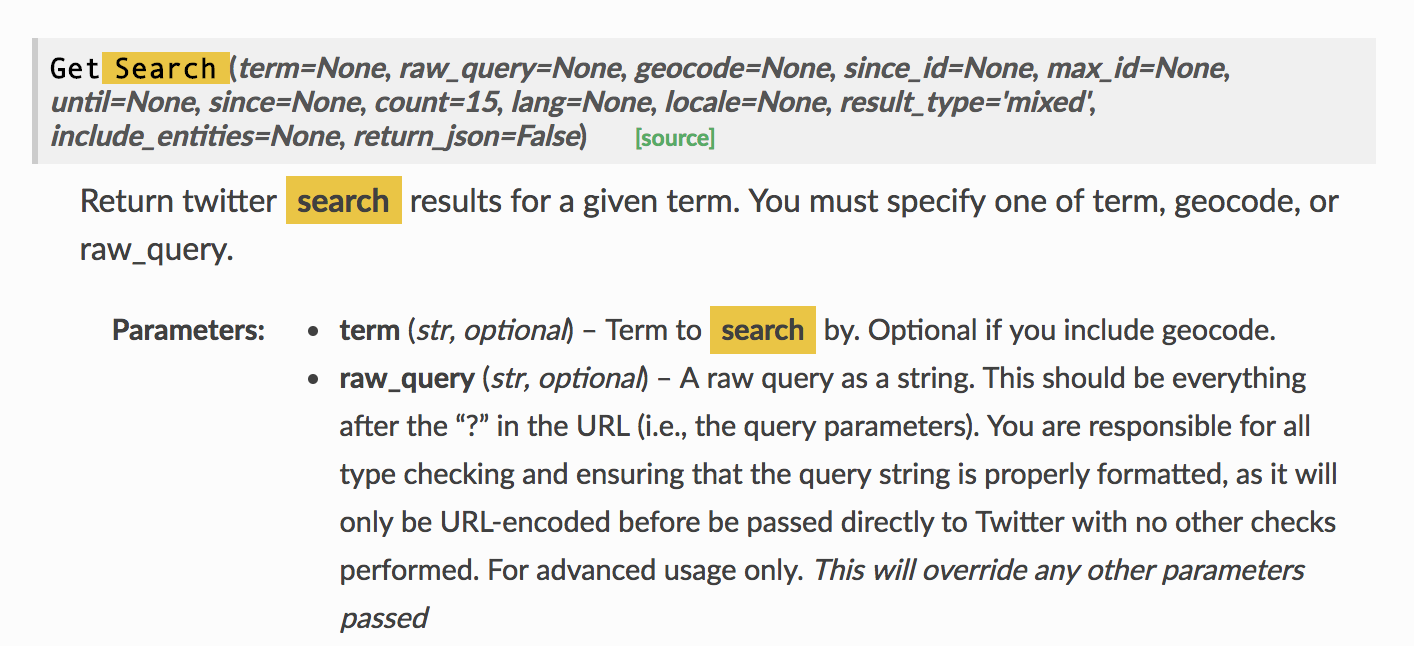 Get Search (term=None, raw_query=None, geocode=None, since_id=None, max_id=None,
until=None, since=None, count=15, lang=None, locale=None, result_type='mixed',
include_entities=None, return_json=False) [source]
Return twitter search results for a given term. You must specify one of term, geocode, or
raw_query.
Parameters: • term (str, optional) – Term to search by. Optional if you include geocode.
• raw_query (str, optional) – A raw query as a string. This should be everything
after the “?” in the URL (i.e., the query parameters). You are responsible for all
type checking and ensuring that the query string is properly formatted, as it will
only be URL-encoded before be passed directly to Twitter with no other checks
performed. For advanced usage only. This will override any other parameters
passed